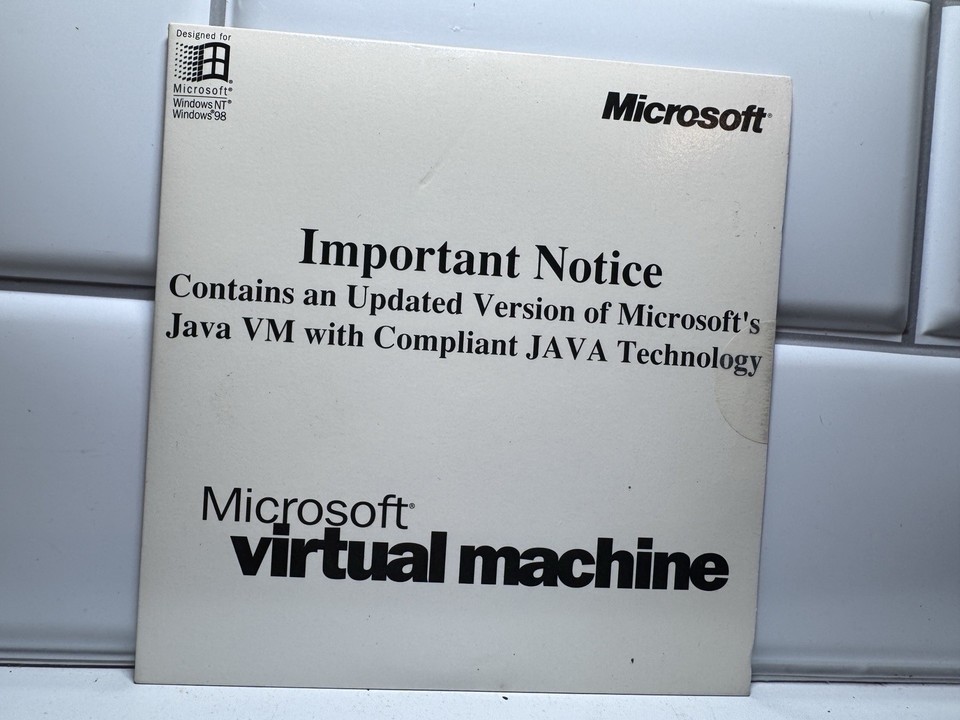 Designed for
Microsoft®
Windows NT®
Windows®98
Microsoft®
Important Notice
Contains an Updated Version of Microsoft's
Java VM with Compliant JAVA Technology
Microsoft®
virtual machine